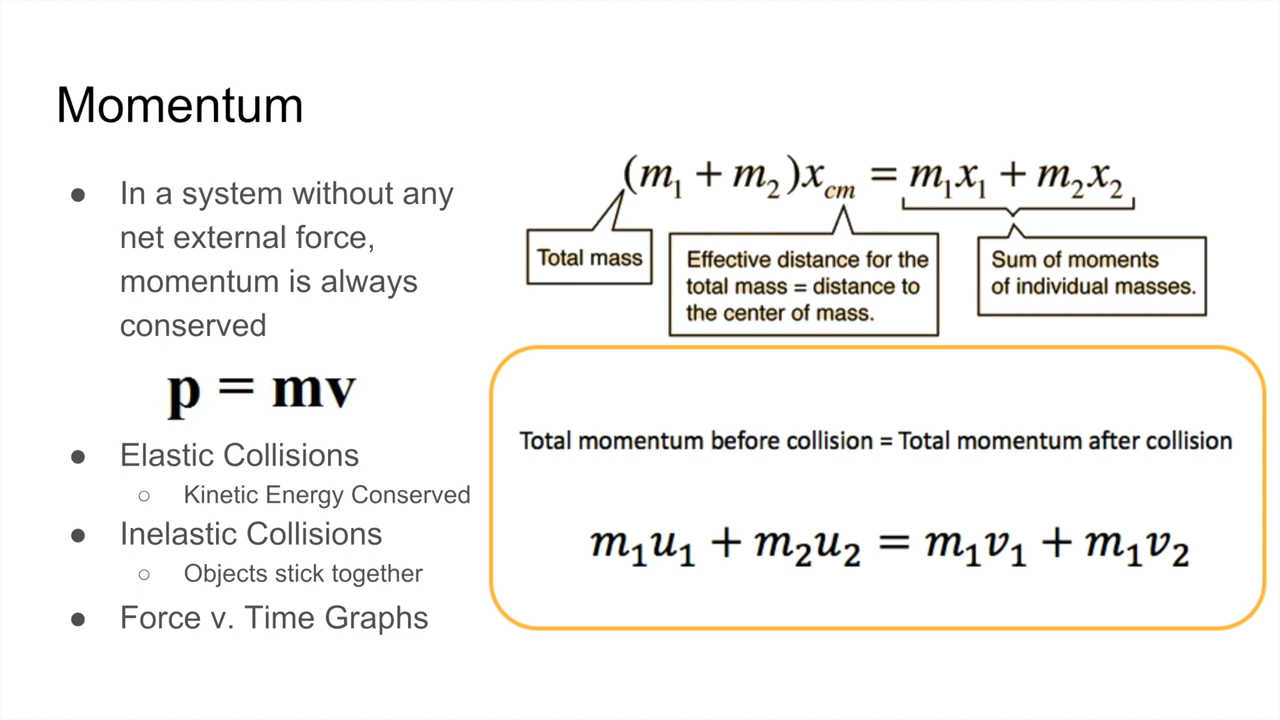 Momentum
● In a system without any
net external force,
momentum is always
conserved
p = mv
● Elastic Collisions
○ Kinetic Energy Conserved
● Inelastic Collisions
○ Objects stick together
● Force v. Time Graphs
(m₁ + m₂)x_cm = m₁x₁ + m₂x₂
Total mass
Effective distance for the
total mass = distance to
the center of mass.
Sum of moments
of individual masses.
Total momentum before collision = Total momentum after collision
m₁u₁ + m₂u₂ = m₁v₁ + m₁v₂